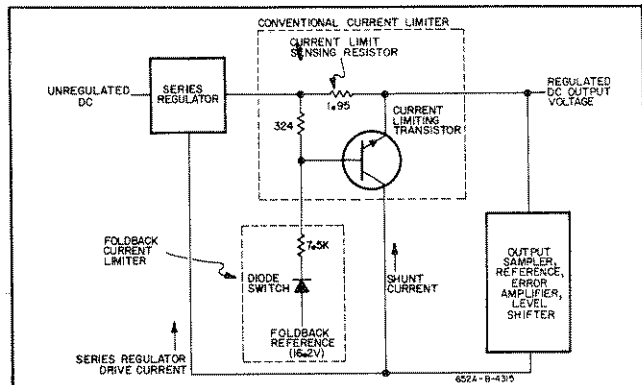 CONVENTIONAL CURRENT LIMITER
CURRENT LIMIT
SENSING RESISTOR
UNREGULATED
DC
SERIES
REGULATOR
1.95
REGULATED
DC OUTPUT
VOLTAGE
324
CURRENT
LIMITING
TRANSISTOR
FOLDBACK
CURRENT
LIMITER
7.5K
DIODE
SWITCH
FOLDBACK
REFERENCE
(16.2V)
SHUNT
CURRENT
OUTPUT
SAMPLER,
REFERENCE,
ERROR
AMPLIFIER,
LEVEL
SHIFTER
SERIES REGULATOR
DRIVE CURRENT
652A-B-4315